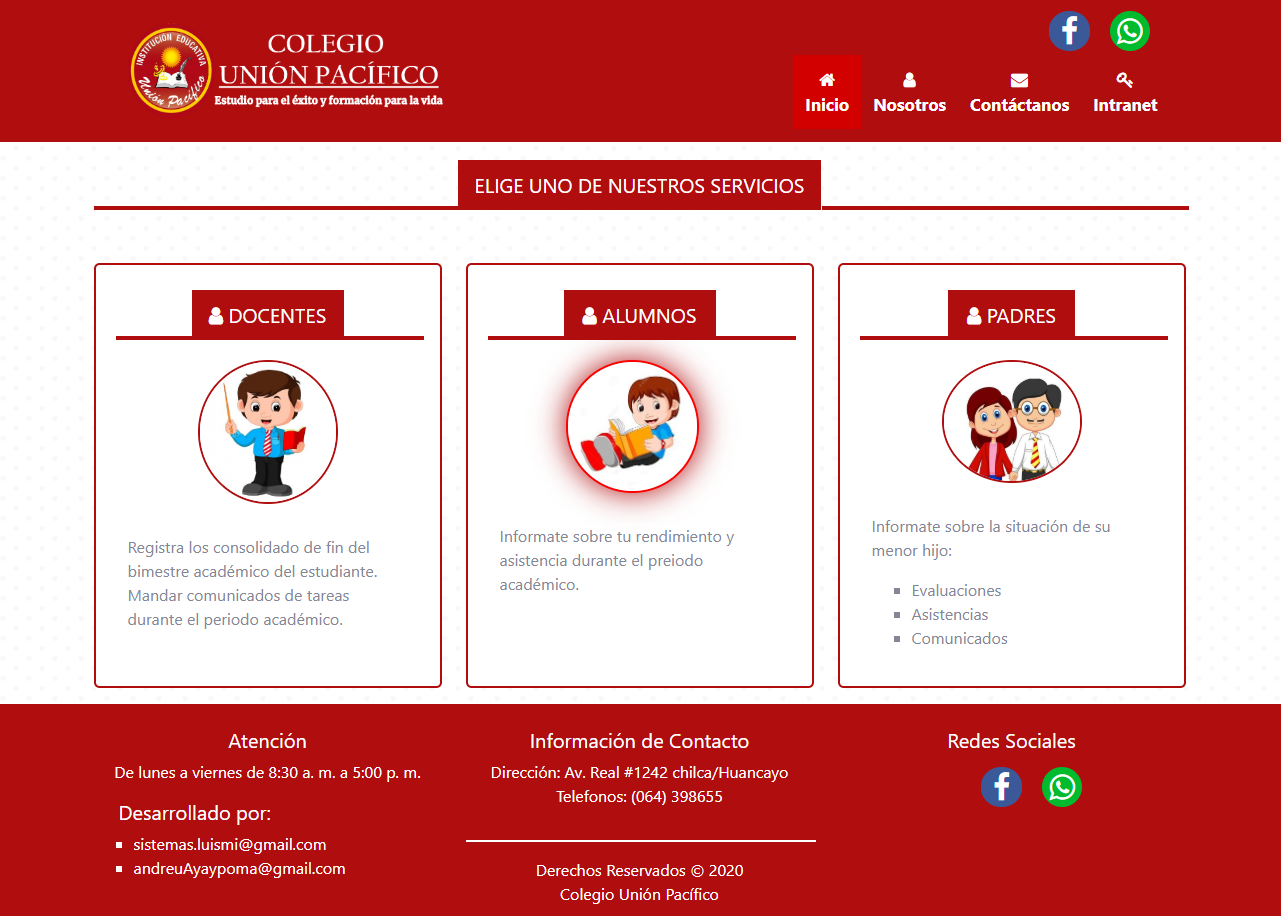 INSTITUCIÓN EDUCATIVA
Unión Pacífico
COLEGIO
UNIÓN PACÍFICO
Estudio para el éxito y formación para la vida
Inicio
Nosotros
Contáctanos
Intranet
ELIGE UNO DE NUESTROS SERVICIOS
DOCENTES
Registra los consolidado de fin del
bimestre académico del estudiante.
Mandar comunicados de tareas
durante el periodo académico.
ALUMNOS
Informate sobre tu rendimiento y
asistencia durante el preiodo
académico.
PADRES
Informate sobre la situación de su
menor hijo:
Evaluaciones
Asistencias
Comunicados
Atención
De lunes a viernes de 8:30 a. m. a 5:00 p. m.
Desarrollado por:
sistemas.luismi@gmail.com
andreuAyaypoma@gmail.com
Información de Contacto
Dirección: Av. Real #1242 chilca/Huancayo
Telefonos: (064) 398655
Derechos Reservados © 2020
Colegio Unión Pacífico
Redes Sociales